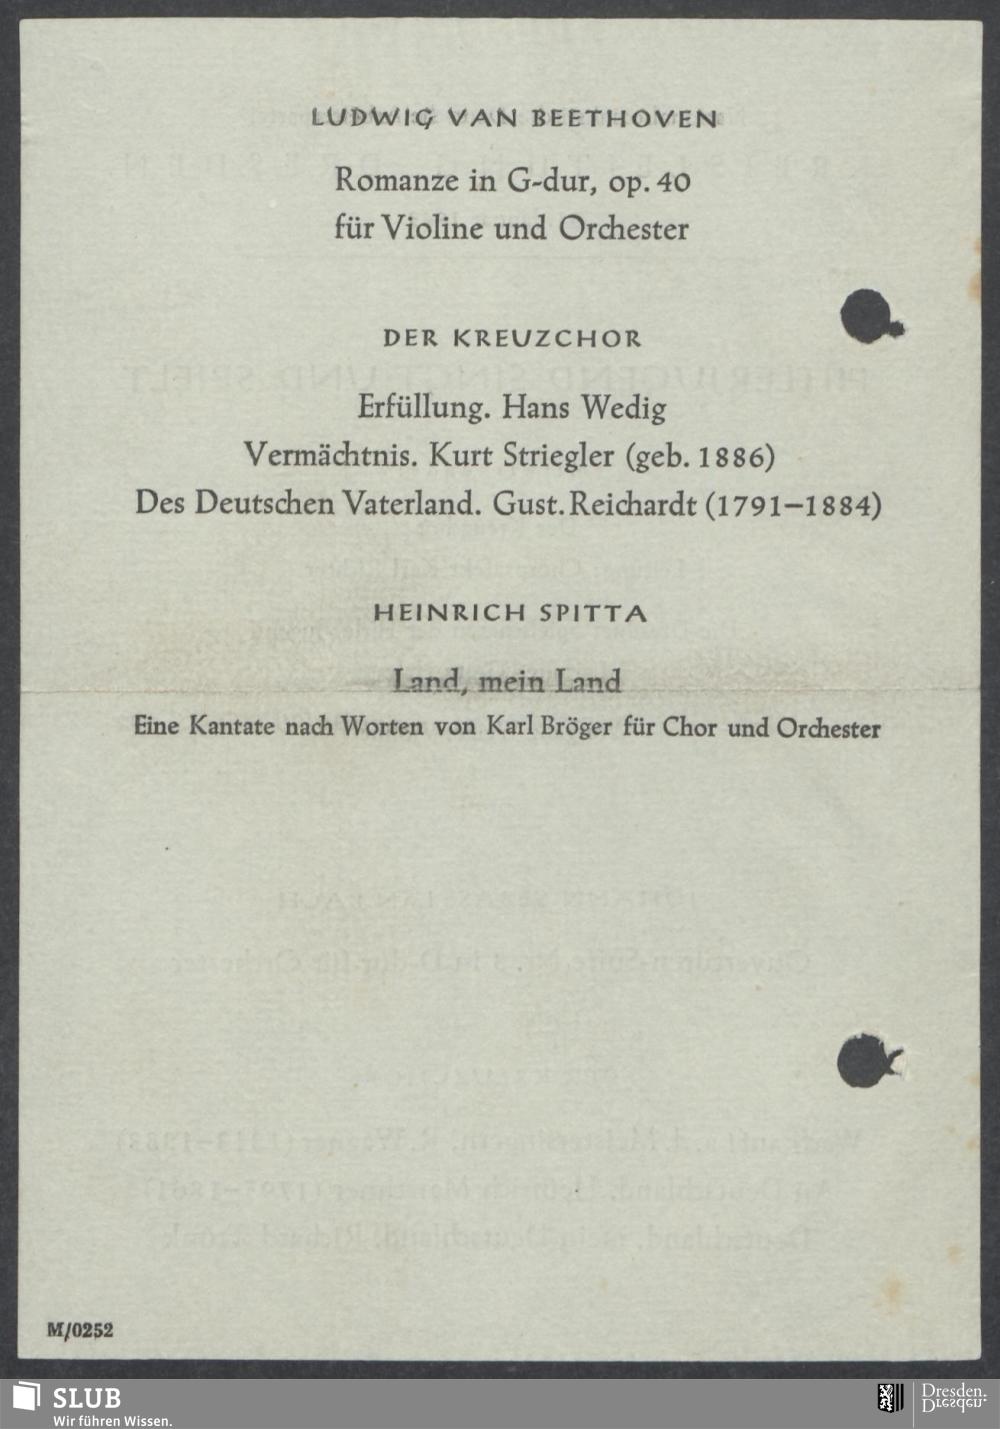 LUDWIG VAN BEETHOVEN
Romanze in G-dur, op. 40
für Violine und Orchester
DER KREUZCHOR
Erfüllung. Hans Wedig
Vermächtnis. Kurt Striegler (geb. 1886)
Des Deutschen Vaterland. Gust. Reichardt (1791–1884)
HEINRICH SPITTA
Land, mein Land
Eine Kantate nach Worten von Karl Bröger für Chor und Orchester
M/0252
SLUB
Wir führen Wissen.
Dresden.
Dresden.